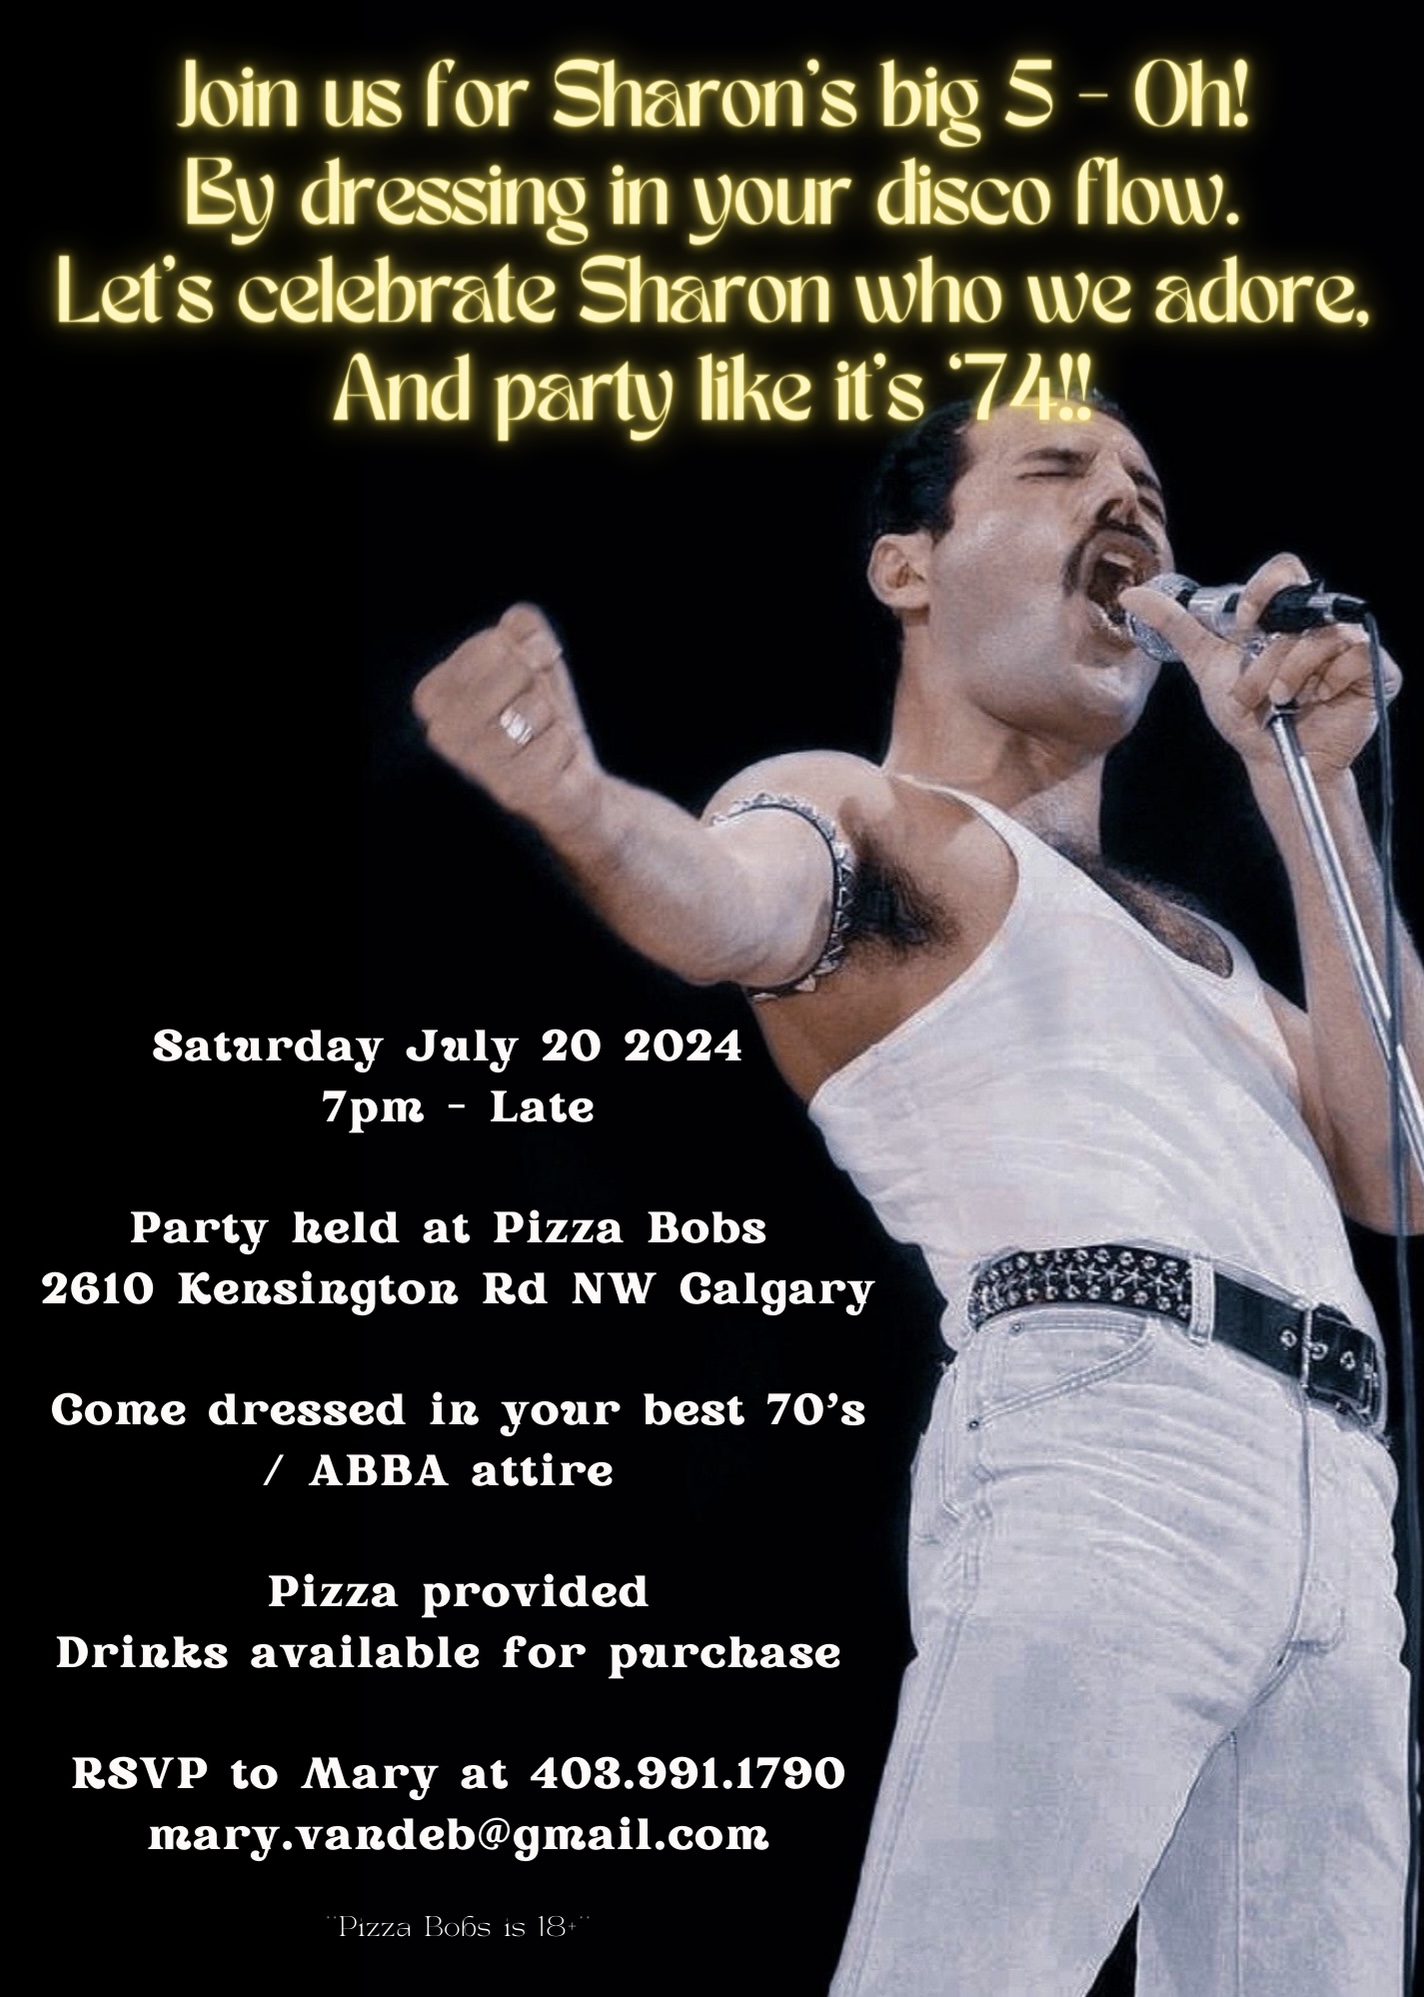 Join us for Sharon's big 5 - Oh!
By dressing in your disco flow.
Let's celebrate Sharon who we adore,
And party like it's '74!!
Saturday July 20 2024
7pm - Late
Party held at Pizza Bobs
2610 Kensington Rd NW Calgary
Come dressed in your best 70's
/ ABBA attire
Pizza provided
Drinks available for purchase
RSVP to Mary at 403.991.1790
mary.vandeb@gmail.com
¨Pizza Bobs is 18+¨